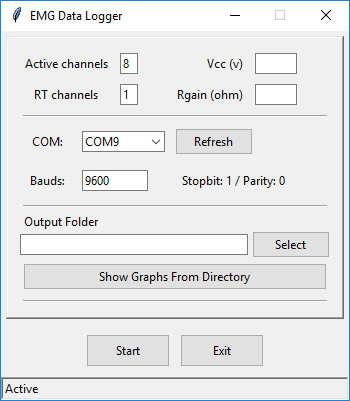 EMG Data Logger
Active channels 8 Vcc (v)
RT channels 1 Rgain (ohm)
COM: COM9 Refresh
Bauds: 9600 Stopbit: 1 / Parity: 0
Output Folder
Select
Show Graphs From Directory
Start Exit
Active